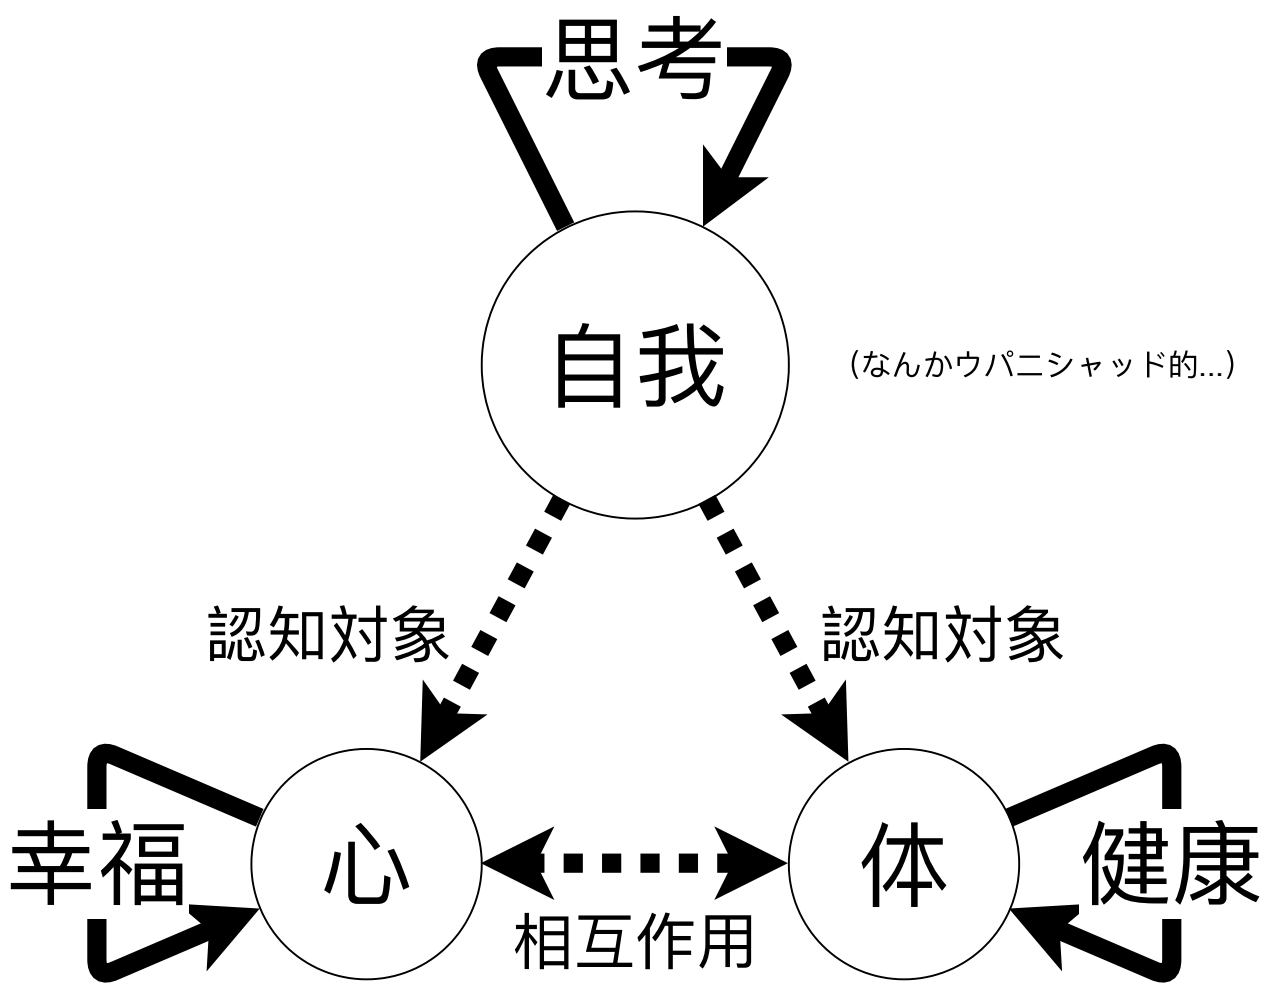 思考
自我
(なんかウパニシャッド的...)
認知対象
認知対象
幸福
心
体
健康
相互作用